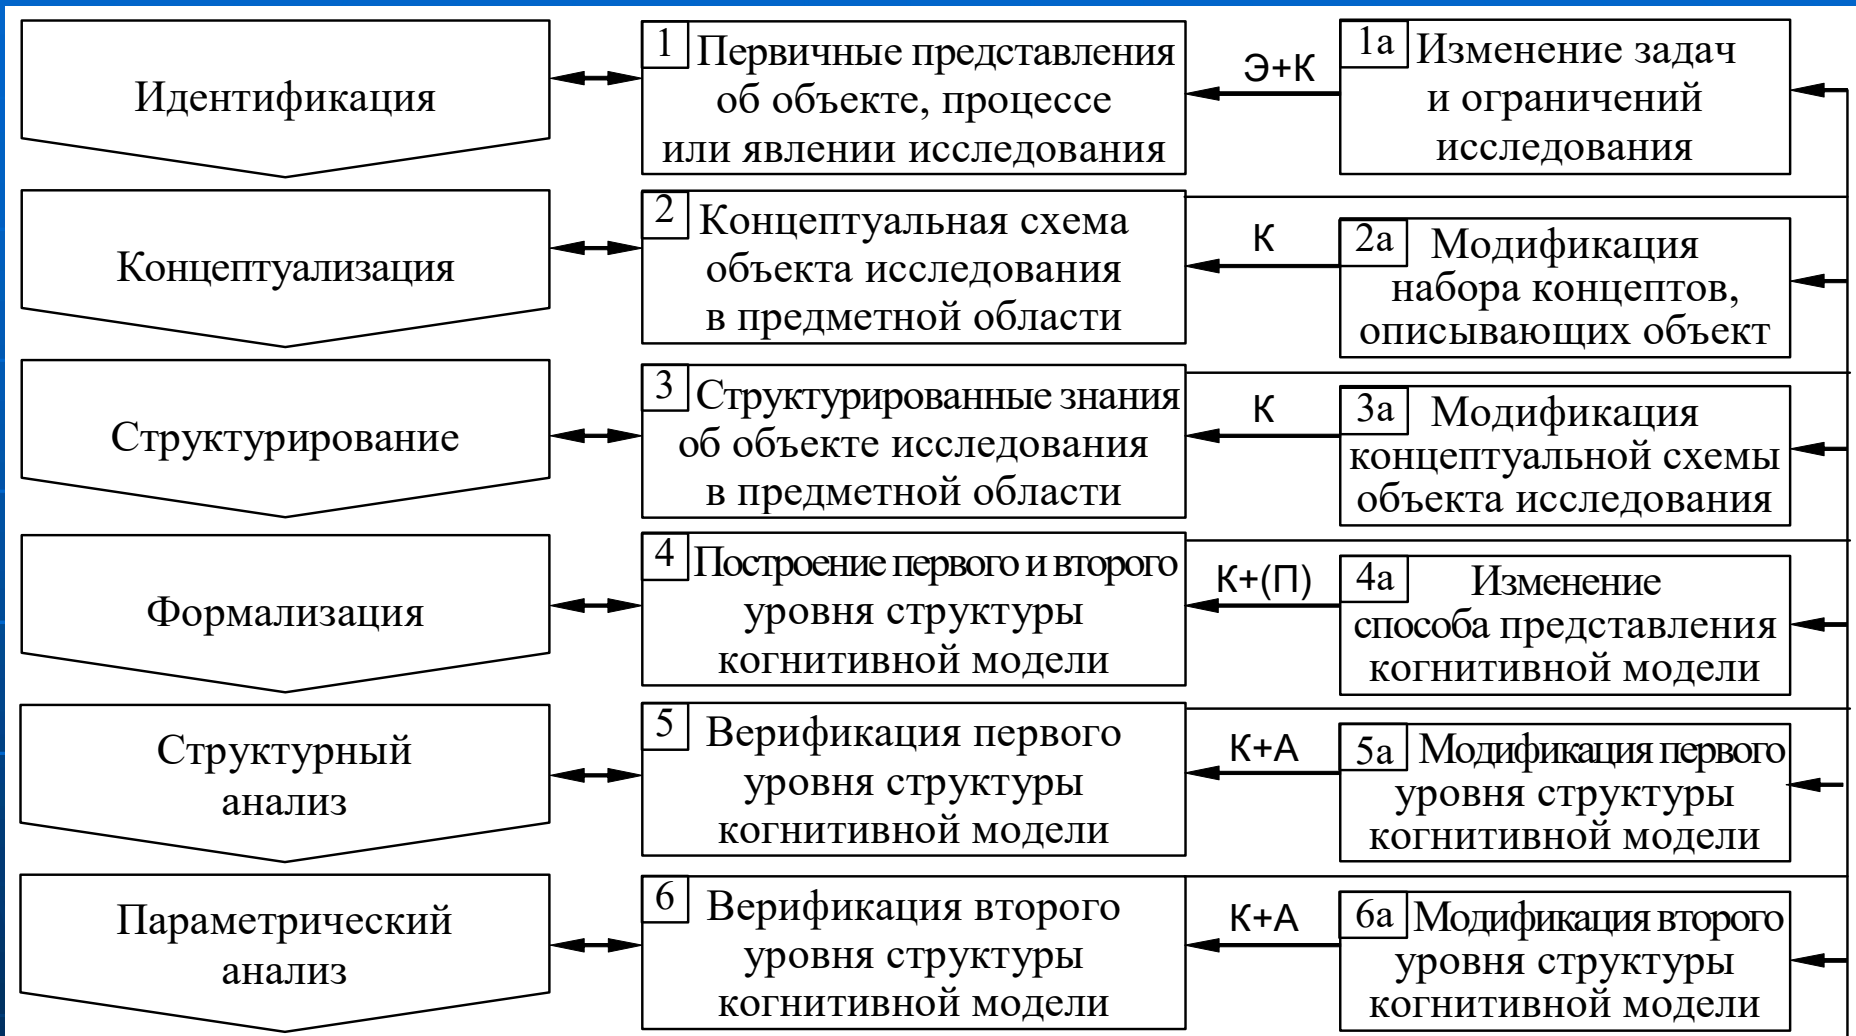 Идентификация
1
Первичные представления
об объекте, процессе
или явлении исследования
Э+К
1а
Изменение задач
и ограничений
исследования
Концептуализация
2
Концептуальная схема
объекта исследования
в предметной области
К
2а
Модификация
набора концептов,
описывающих объект
Структурирование
3
Структурированные знания
об объекте исследования
в предметной области
К
3а
Модификация
концептуальной схемы
объекта исследования
Формализация
4
Построение первого и второго
уровня структуры
когнитивной модели
К+(П)
4а
Изменение
способа представления
когнитивной модели
Структурный
анализ
5
Верификация первого
уровня структуры
когнитивной модели
К+А
5а
Модификация первого
уровня структуры
когнитивной модели
Параметрический
анализ
6
Верификация второго
уровня структуры
когнитивной модели
К+А
6а
Модификация второго
уровня структуры
когнитивной модели